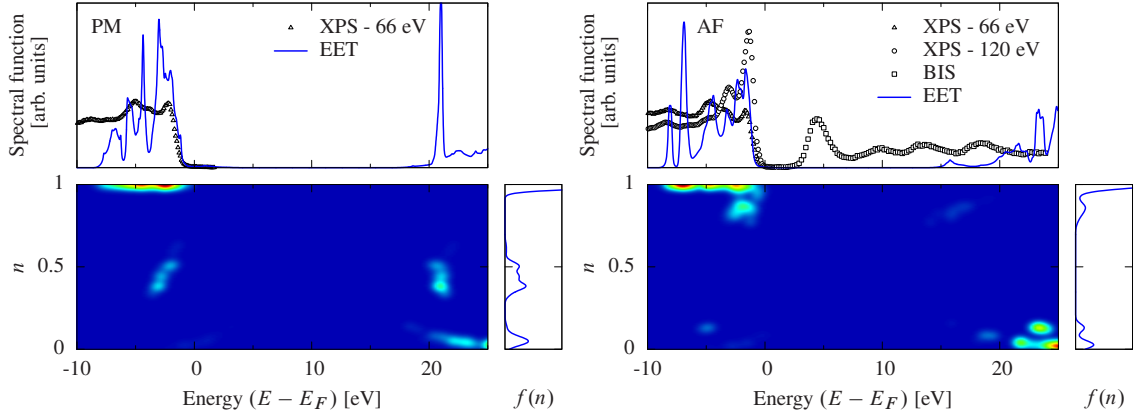 PM
XPS - 66 eV
EET
Spectral function
[arb. units]
1
0.5
0
n
-10
0
10
20
Energy (E − E_F) [eV]
f(n)
AF
XPS - 66 eV
XPS - 120 eV
BIS
EET
Spectral function
[arb. units]
1
0.5
0
n
-10
0
10
20
Energy (E − E_F) [eV]
f(n)